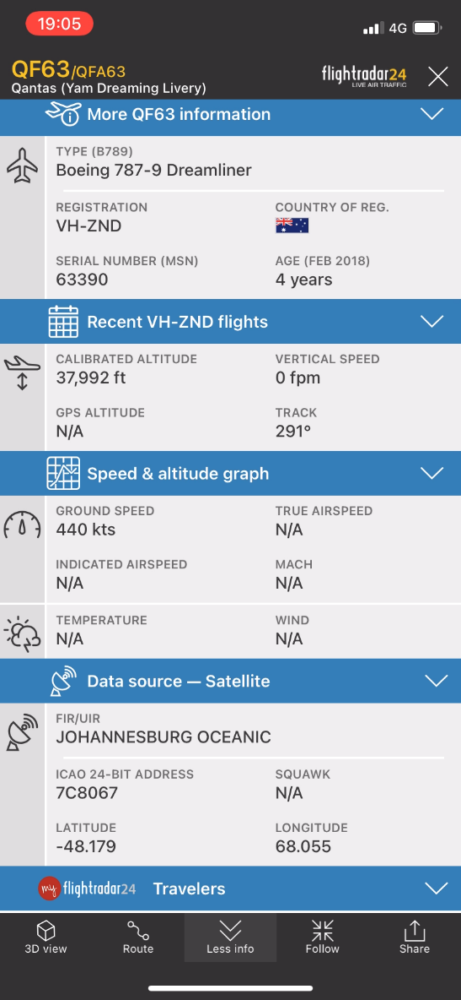 19:05
4G
QF63/QFA63
Qantas (Yam Dreaming Livery)
flightradar24
LIVE AIR TRAFFIC
More QF63 information
TYPE (B789)
Boeing 787-9 Dreamliner
REGISTRATION
VH-ZND
COUNTRY OF REG.
SERIAL NUMBER (MSN)
63390
AGE (FEB 2018)
4 years
Recent VH-ZND flights
CALIBRATED ALTITUDE
37,992 ft
VERTICAL SPEED
0 fpm
GPS ALTITUDE
N/A
TRACK
291°
Speed & altitude graph
GROUND SPEED
440 kts
TRUE AIRSPEED
N/A
INDICATED AIRSPEED
N/A
MACH
N/A
TEMPERATURE
N/A
WIND
N/A
Data source — Satellite
FIR/UIR
JOHANNESBURG OCEANIC
ICAO 24-BIT ADDRESS
7C8067
SQUAWK
N/A
LATITUDE
-48.179
LONGITUDE
68.055
my flightradar24 Travelers
3D view
Route
Less info
Follow
Share